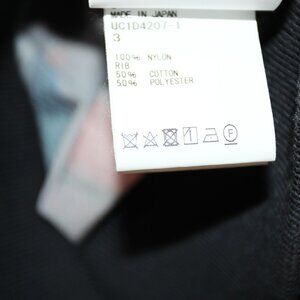 MADE IN JAPAN
UC1D4207-1
3
100% NYLON
RIB
50% COTTON
50% POLYESTER
F